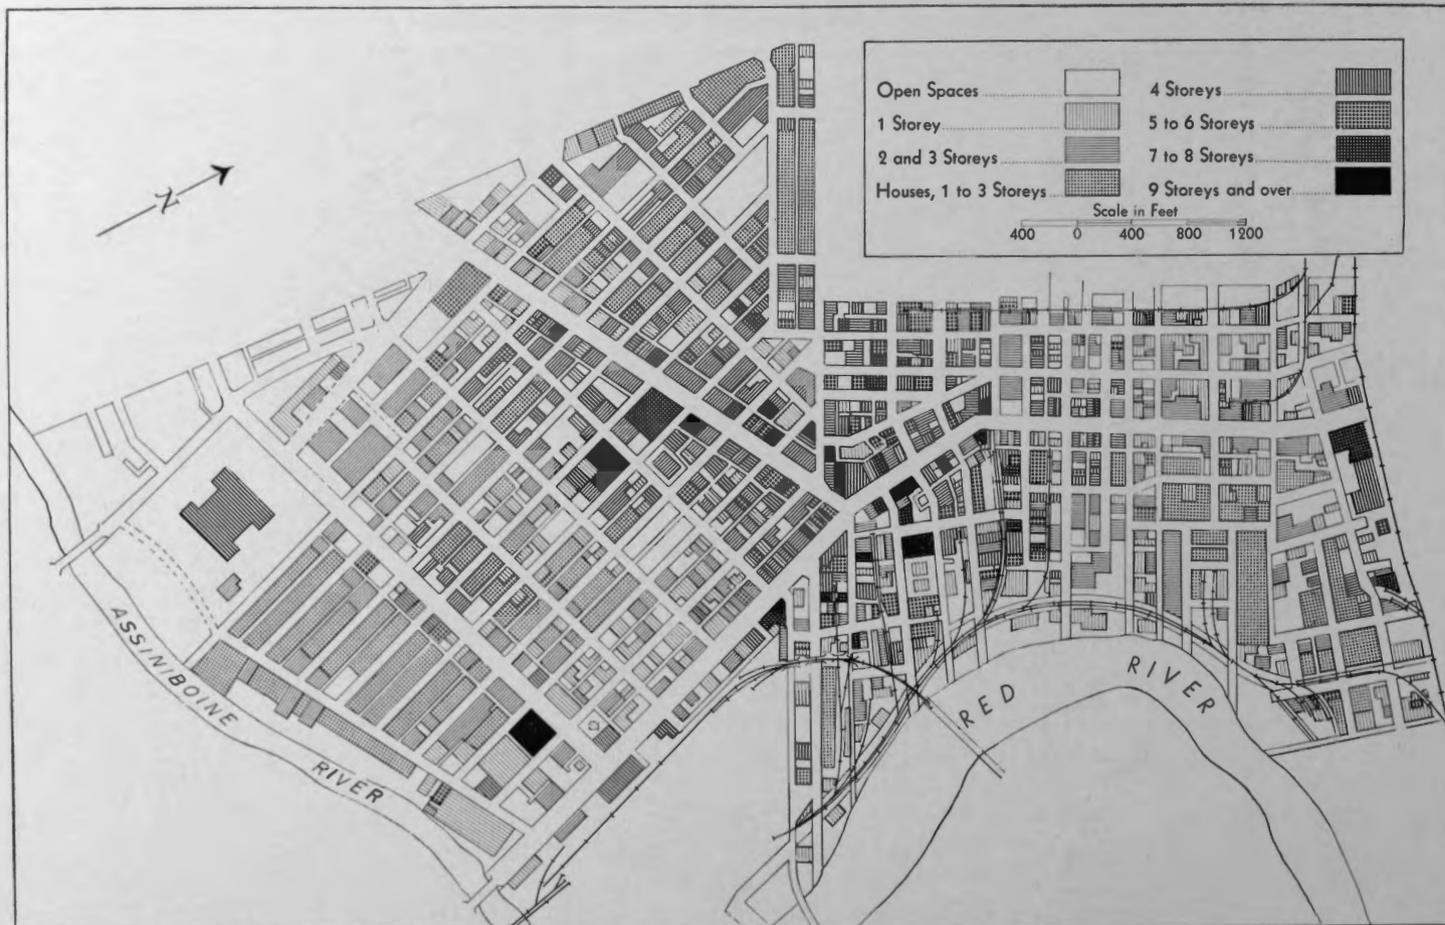 Open Spaces
1 Storey
2 and 3 Storeys
Houses, 1 to 3 Storeys
4 Storeys
5 to 6 Storeys
7 to 8 Storeys
9 Storeys and over
Scale in Feet
400 0 400 800 1200
N
ASSINIBOINE
RIVER
RED RIVER